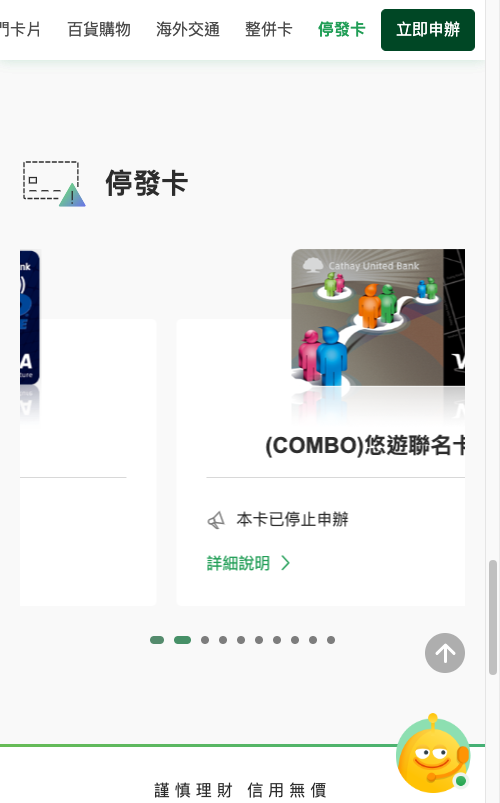 門卡片 百貨購物 海外交通 整併卡 停發卡 立即申辦
停發卡
nk
A
ture
Cathay United Bank
V
(COMBO)悠遊聯名卡
本卡已停止申辦
詳細說明
謹慎理財 信用無價